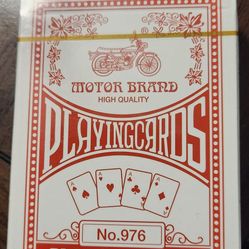 MOTOR BRAND
HIGH QUALITY
PLAYINGCARDS
A A A A
No.976